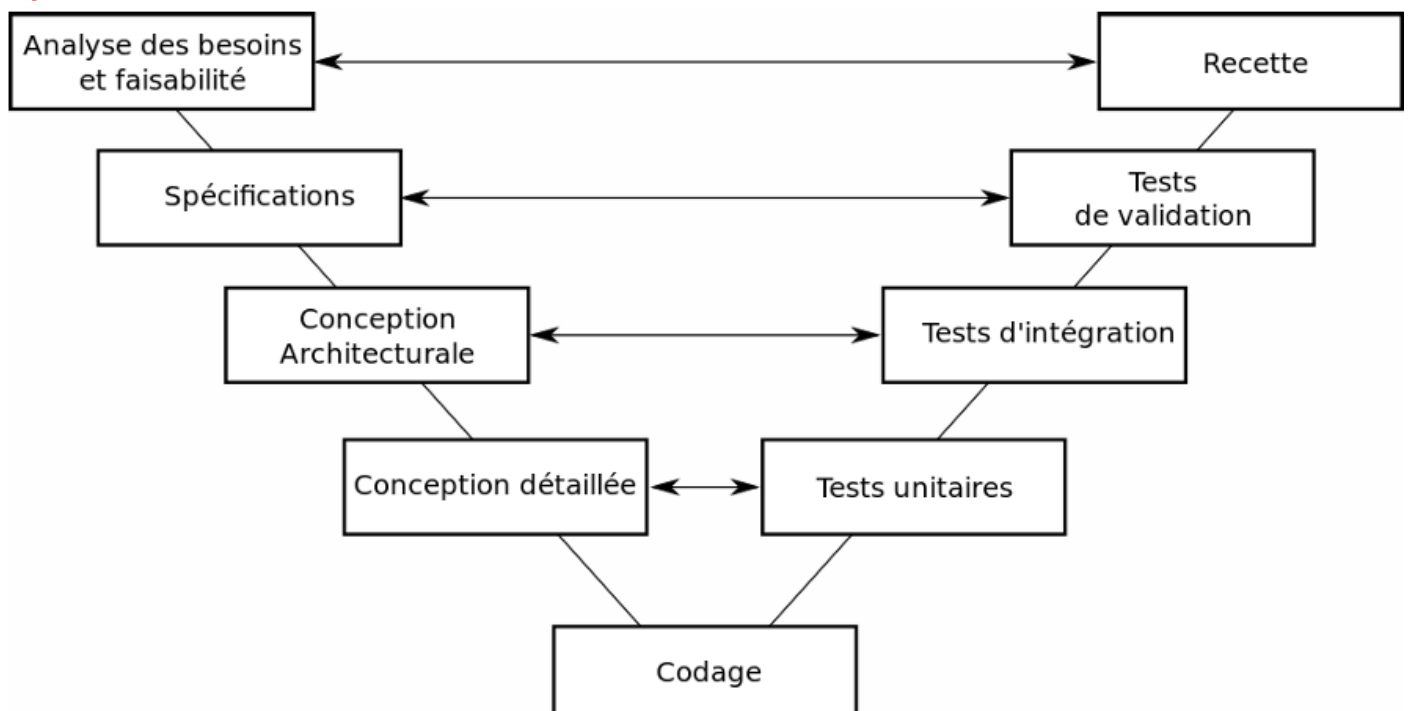 Analyse des besoins
et faisabilité
Recette
Spécifications
Tests
de validation
Conception
Architecturale
Tests d'intégration
Conception détaillée
Tests unitaires
Codage